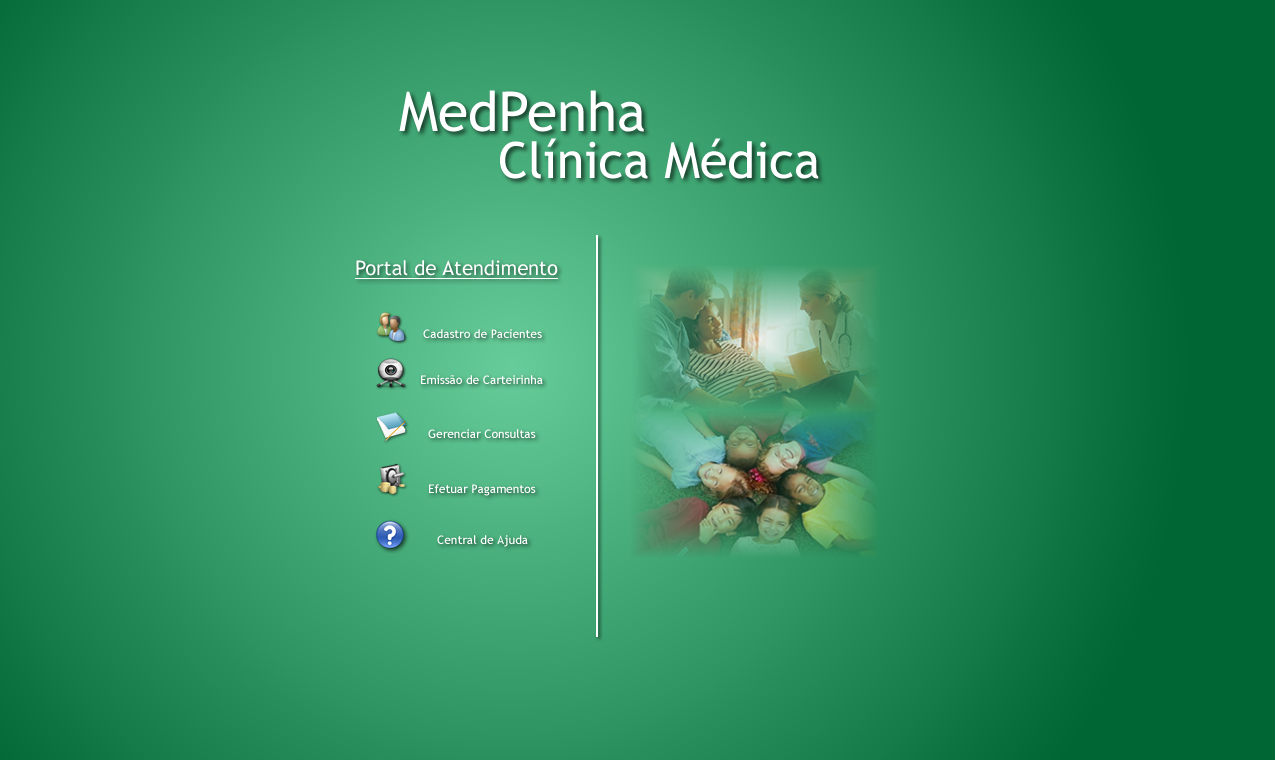 MedPenha
Clínica Médica
Portal de Atendimento
Cadastro de Pacientes
Emissão de Carteirinha
Gerenciar Consultas
Efetuar Pagamentos
Central de Ajuda